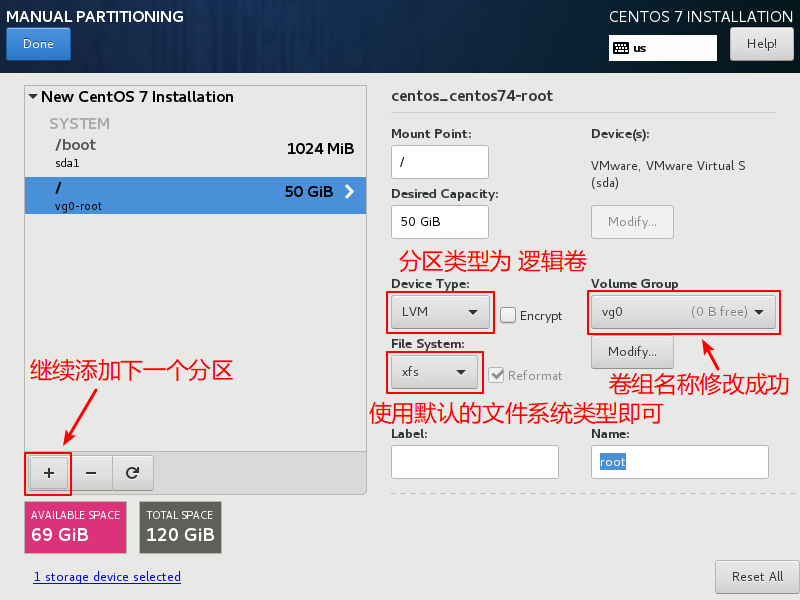 MANUAL PARTITIONING
CENTOS 7 INSTALLATION
Done
us
Help!
New CentOS 7 Installation
SYSTEM
/boot
1024 MiB
sda1
/
50 GiB
vg0-root
centos_centos74-root
Mount Point:
Device(s):
/
VMware, VMware Virtual S
(sda)
Desired Capacity:
50 GiB
Modify...
分区类型为 逻辑卷
Device Type:
Volume Group
LVM
Encrypt
vg0
(0 B free)
File System:
Modify...
xfs
Reformat
卷组名称修改成功
继续添加下一个分区
使用默认的文件系统类型即可
Label:
Name:
root
+
−
AVAILABLE SPACE
69 GiB
TOTAL SPACE
120 GiB
1 storage device selected
Reset All